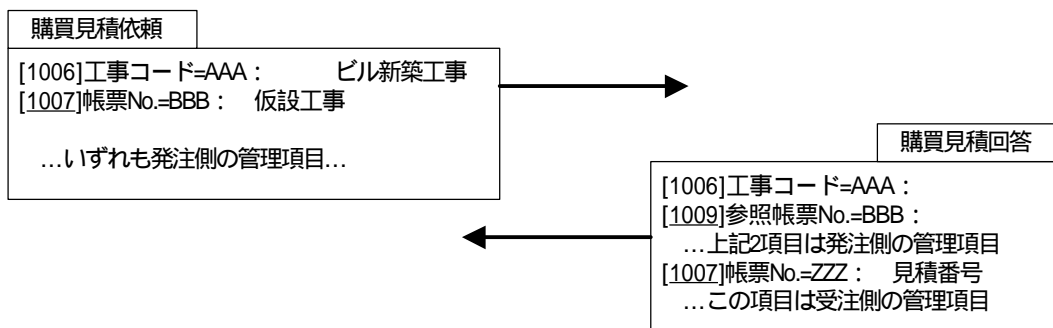 購買見積依頼
[1006]工事コード=AAA： ビル新築工事
[1007]帳票No.=BBB： 仮設工事
…いずれも発注側の管理項目…
購買見積回答
[1006]工事コード=AAA：
[1009]参照帳票No.=BBB：
…上記2項目は発注側の管理項目
[1007]帳票No.=ZZZ： 見積番号
…この項目は受注側の管理項目